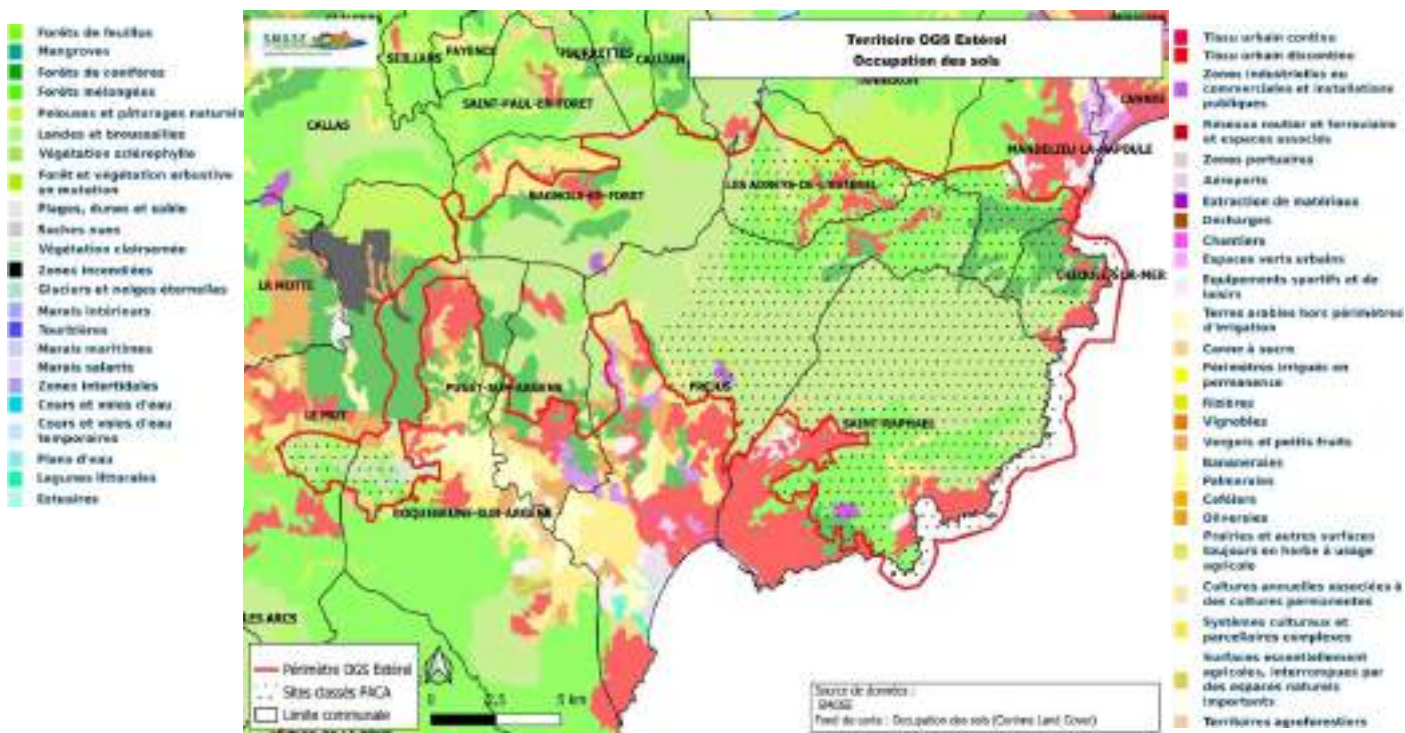 Forêts de feuillus
Mangroves
Forêts de conifères
Forêts mélangées
Pelouses et pâturages naturels
Landes et broussailles
Végétation sclérophylle
Forêt et végétation arbustive
en mutation
Plages, dunes et sable
Roches nues
Végétation clairsemée
Zones incendiées
Glaciers et neiges éternelles
Marais intérieurs
Tourbières
Marais maritimes
Marais salants
Zones intertidales
Cours et voies d'eau
Cours et voies d'eau
temporaires
Plans d'eau
Lagunes littorales
Estuaires
Territoire OGS Estérel
Occupation des sols
SEILLANS
FAYENCE
TOURRETTES
CALLIAN
TANNERON
CANNES
SAINT-PAUL-EN-FORET
CALLAS
MANDELIEU-LA-NAPOULE
BAGNOLS-EN-FORET
LES ADRETS-DE-L'ESTEREL
LA MOTTE
THEOULE-SUR-MER
PUGET-SUR-ARGENS
FREJUS
LE MUY
SAINT-RAPHAEL
ROQUEBRUNE-SUR-ARGENS
LES ARCS
Périmètre OGS Estérel
Sites classés PACA
Limite communale
0 2,5 5 km
Source de données :
Fond de carte : Occupation des sols (Corine Land Cover)
Tissu urbain continu
Tissu urbain discontinu
Zones industrielles ou
commerciales et installations
publiques
Réseaux routier et ferroviaire
et espaces associés
Zones portuaires
Aéroports
Extraction de matériaux
Décharges
Chantiers
Espaces verts urbains
Equipements sportifs et de
loisirs
Terres arables hors périmètres
d'irrigation
Canne à sucre
Périmètres irrigués en
permanence
Rizières
Vignobles
Vergers et petits fruits
Bananeraies
Palmeraies
Caféiers
Oliveraies
Prairies et autres surfaces
toujours en herbe à usage
agricole
Cultures annuelles associées à
des cultures permanentes
Systèmes culturaux et
parcellaires complexes
Surfaces essentiellement
agricoles, interrompues par
des espaces naturels
importants
Territoires agroforestiers